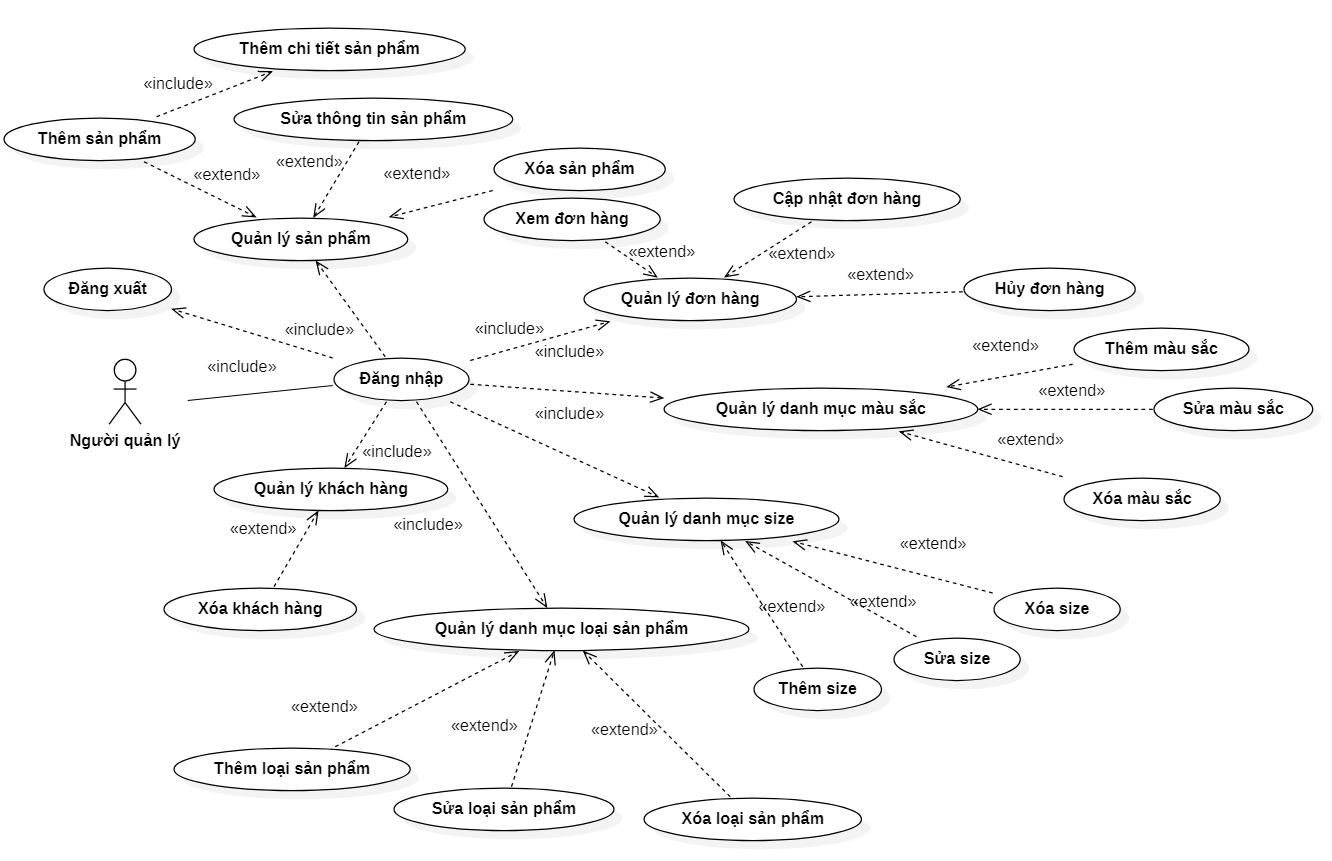 Thêm chi tiết sản phẩm
«include»
Sửa thông tin sản phẩm
Thêm sản phẩm
«extend»
Xóa sản phẩm
«extend»
«extend»
Cập nhật đơn hàng
Xem đơn hàng
Quản lý sản phẩm
«extend»
«extend»
«extend»
Đăng xuất
Hủy đơn hàng
Quản lý đơn hàng
«include»
«include»
«extend»
Thêm màu sắc
«include»
«include»
Đăng nhập
«extend»
Quản lý danh mục màu sắc
Sửa màu sắc
«include»
Người quản lý
«extend»
«include»
Quản lý khách hàng
Xóa màu sắc
Quản lý danh mục size
«extend»
«include»
«extend»
«extend»
«extend»
Xóa khách hàng
Xóa size
Quản lý danh mục loại sản phẩm
Sửa size
Thêm size
«extend»
«extend»
«extend»
Thêm loại sản phẩm
Sửa loại sản phẩm
Xóa loại sản phẩm